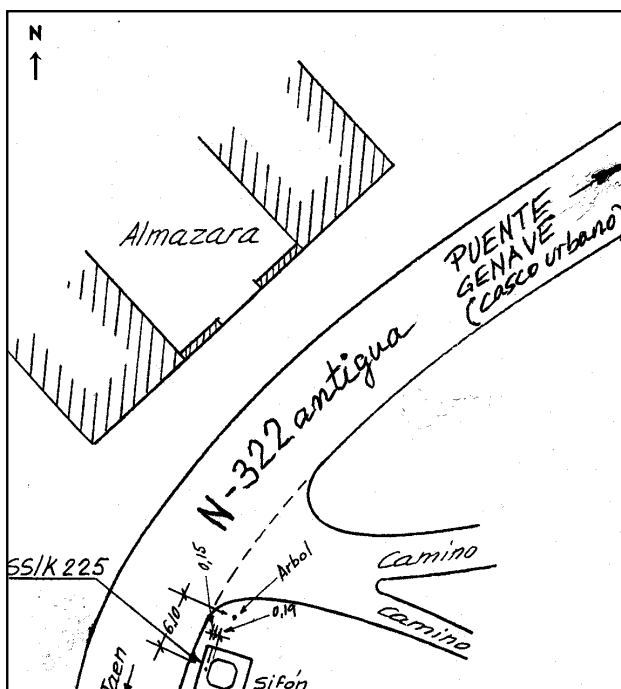 N
Almazara
PUENTE
GENAVE
(casco urbano)
N-322 antigua
SS/K 225
0,15
Arbol
Camino
6.10
0,19
Camino
Jaen
Sifón